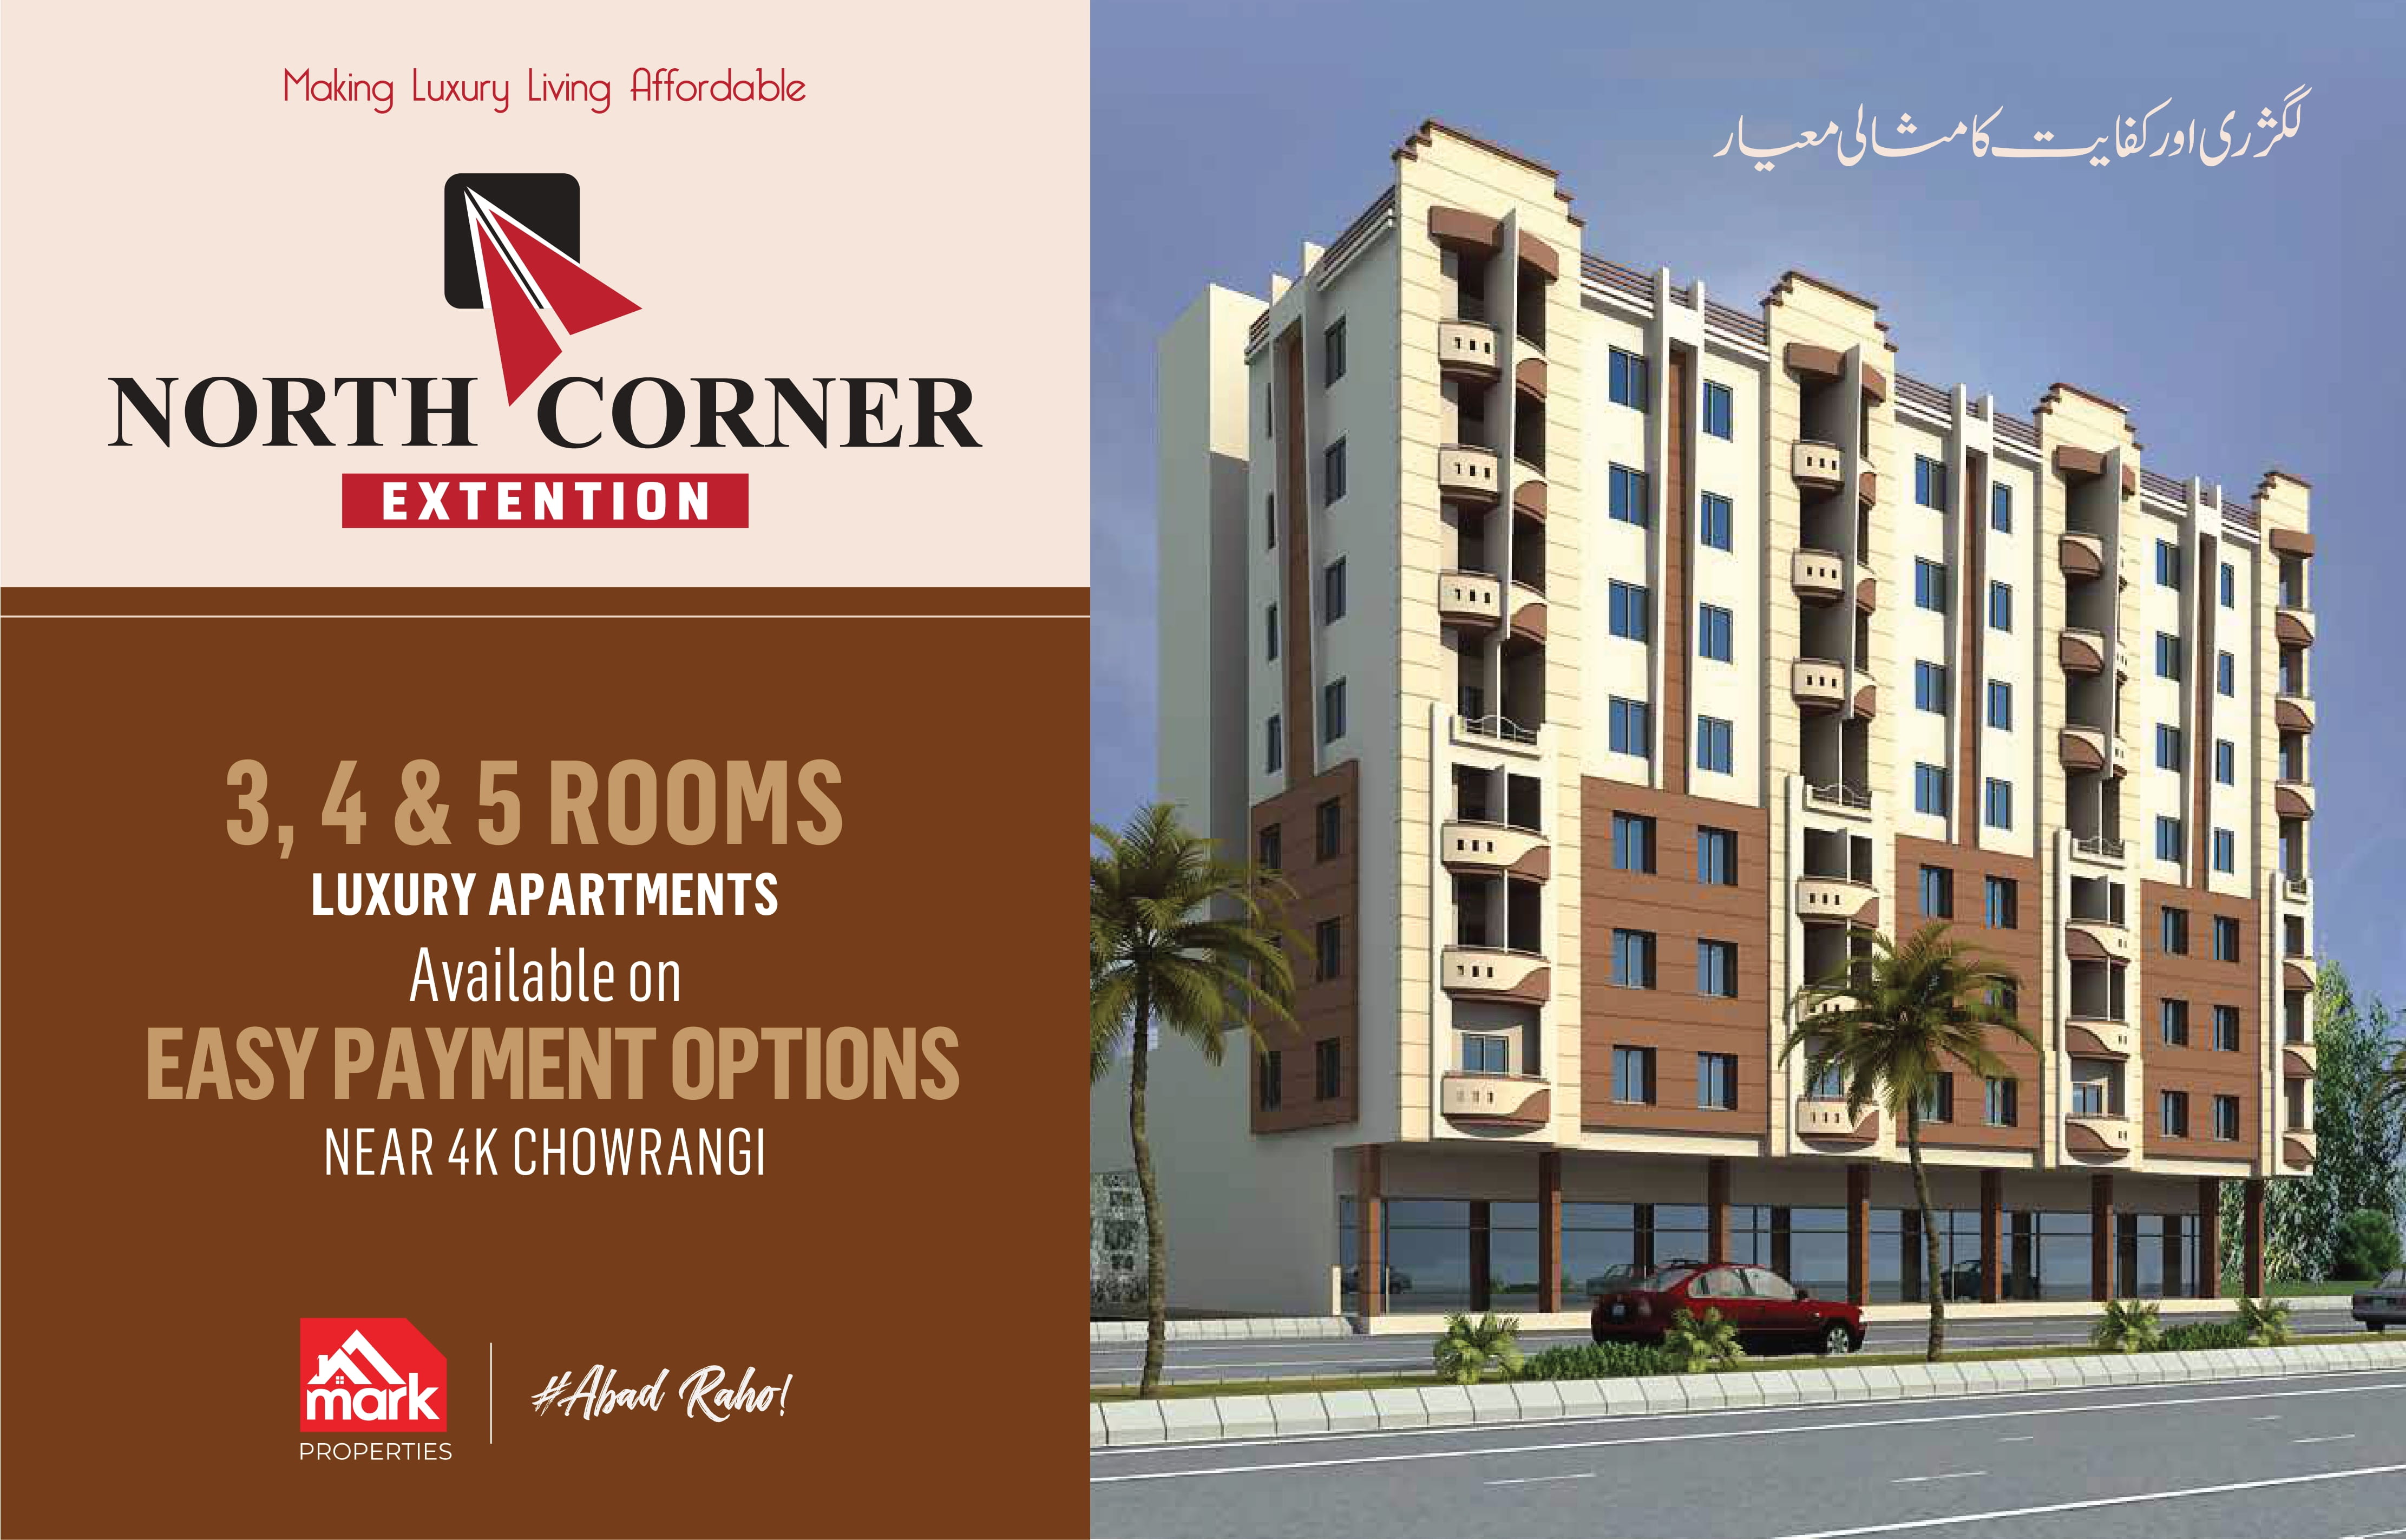 Making Luxury Living Affordable
NORTH CORNER
EXTENTION
3, 4 & 5 ROOMS
LUXURY APARTMENTS
Available on
EASY PAYMENT OPTIONS
NEAR 4K CHOWRANGI
mark
PROPERTIES
#Abad Raho!
لگژری اور کفایت کا مثالی معیار